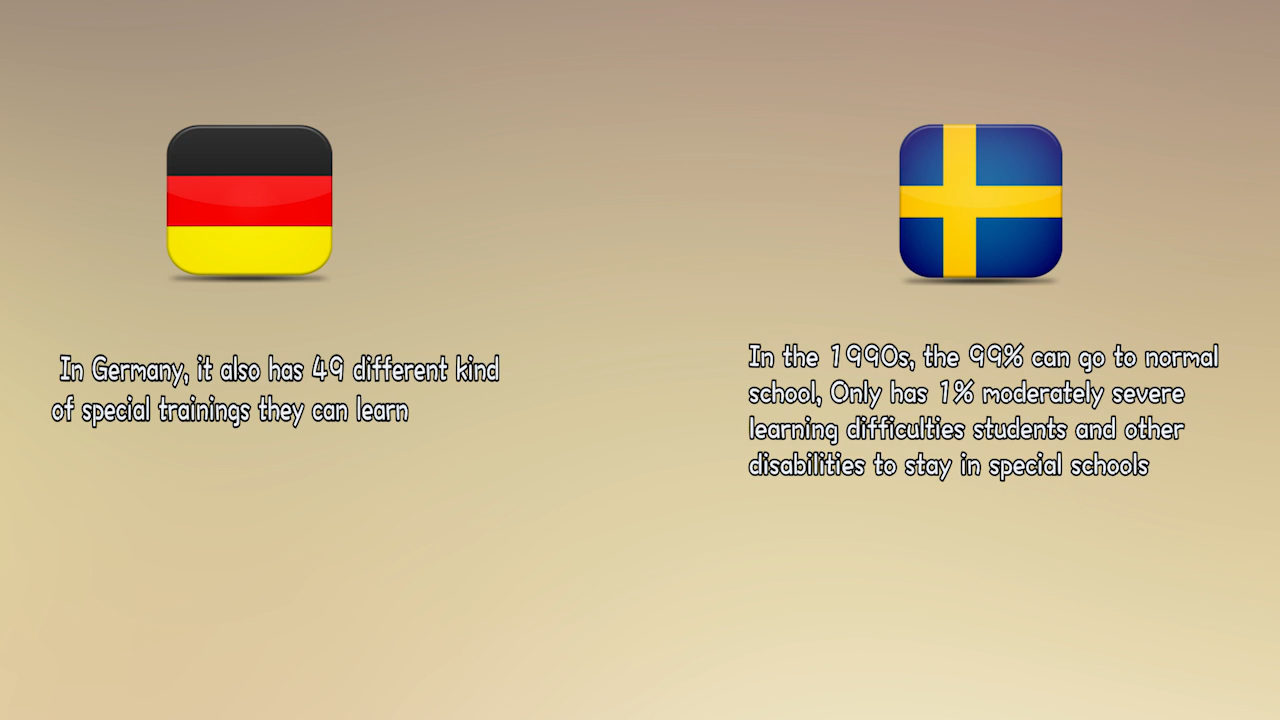 In Germany, it also has 49 different kind
of special trainings they can learn
In the 1990s, the 99% can go to normal
school, Only has 1% moderately severe
learning difficulties students and other
disabilities to stay in special schools